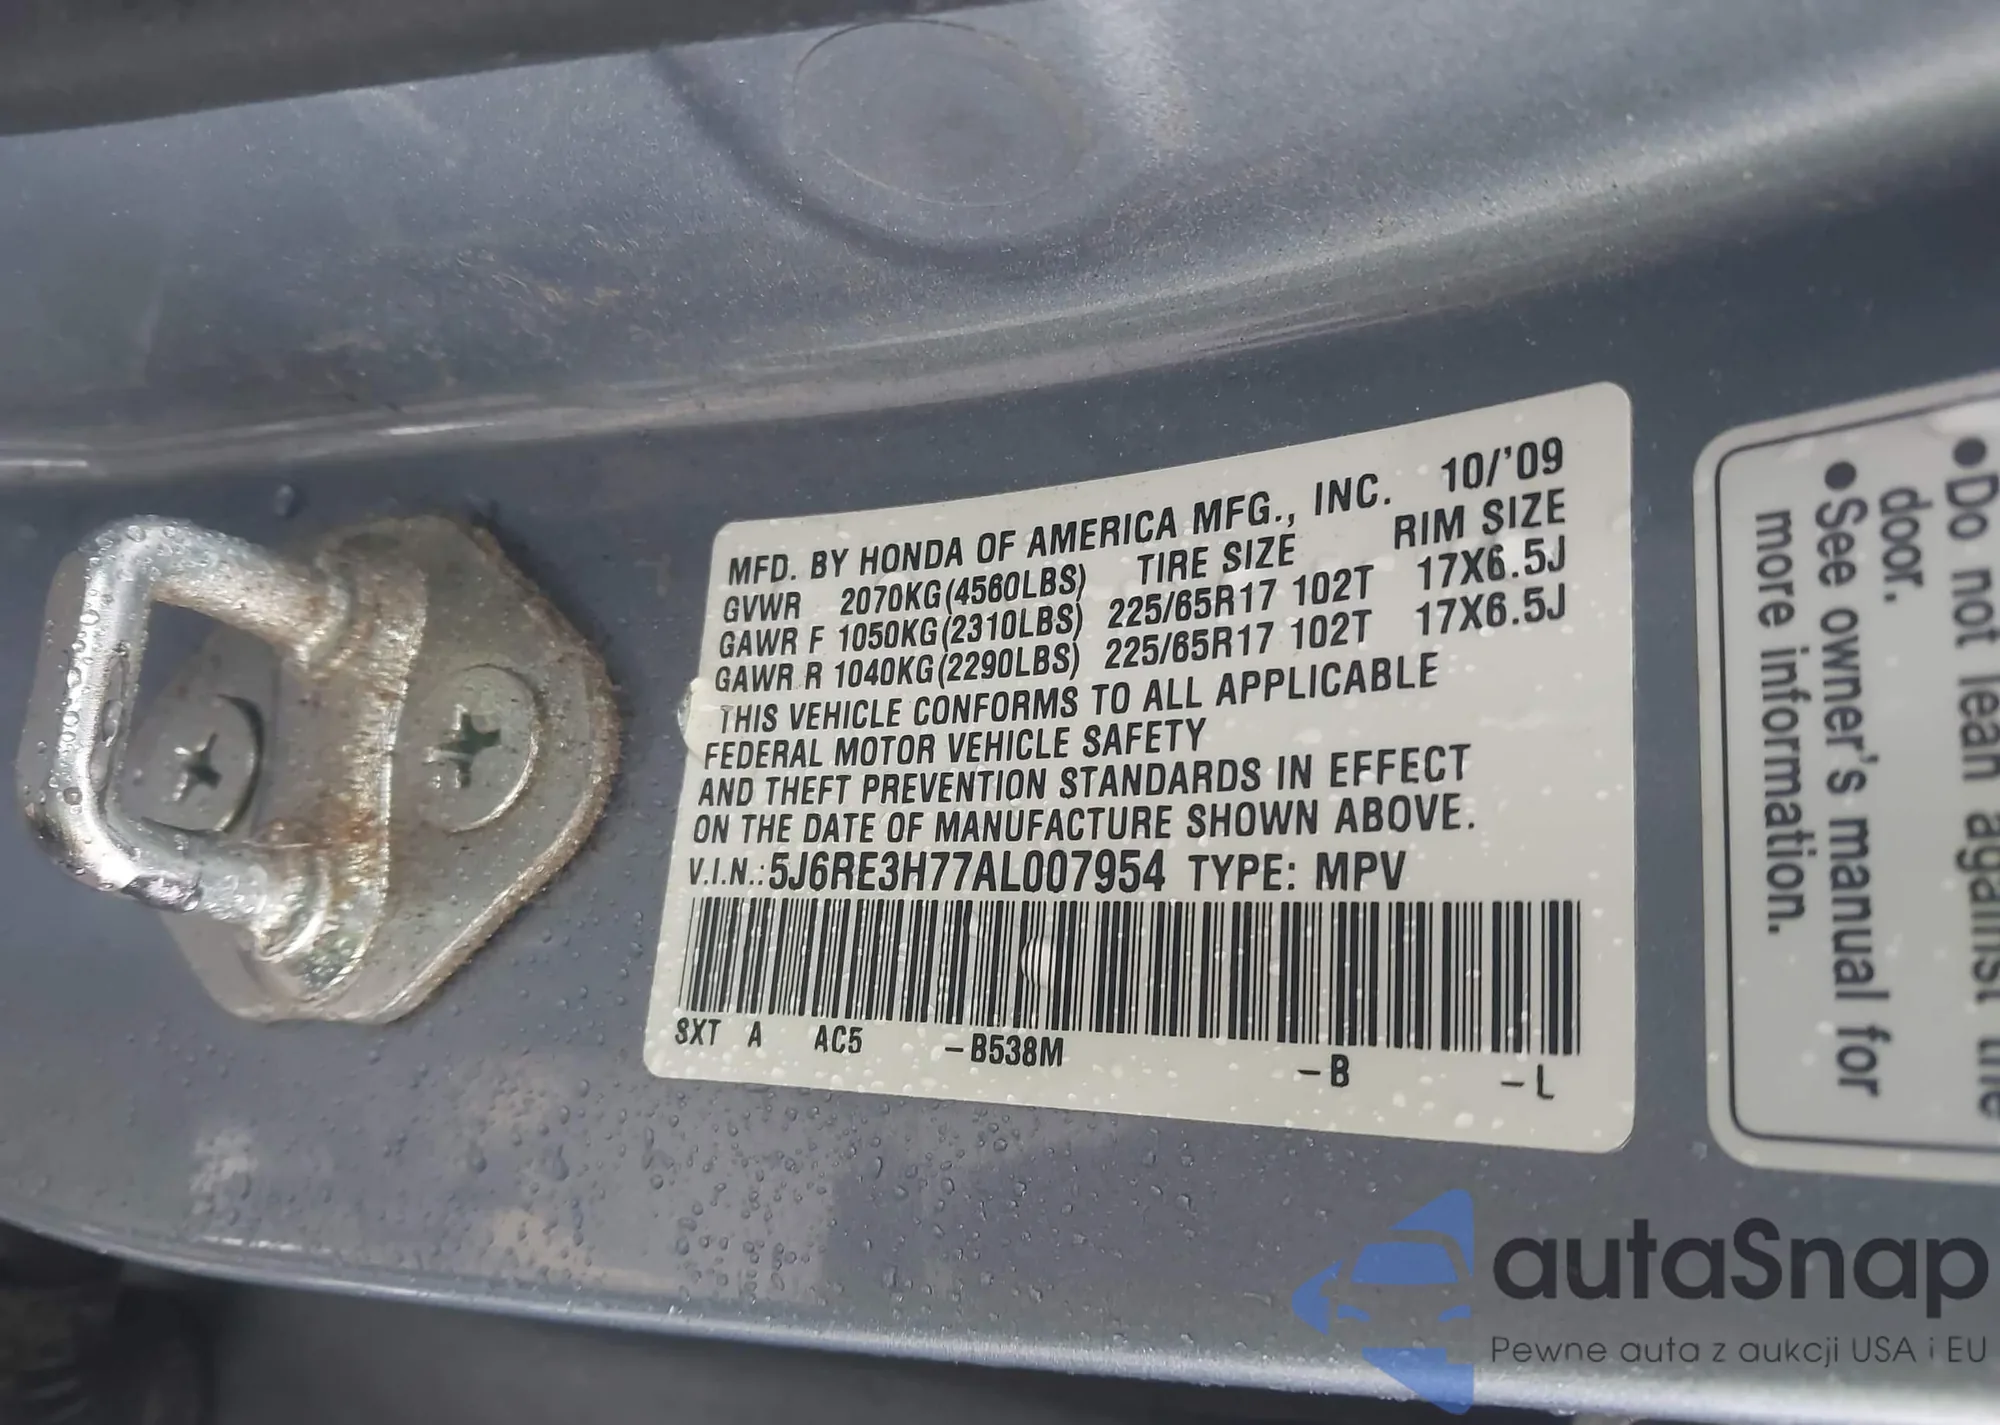 MFD. BY HONDA OF AMERICA MFG., INC. 10/'09
GVWR 2070KG(4560LBS) TIRE SIZE RIM SIZE
GAWR F 1050KG(2310LBS) 225/65R17 102T 17X6.5J
GAWR R 1040KG(2290LBS) 225/65R17 102T 17X6.5J
THIS VEHICLE CONFORMS TO ALL APPLICABLE
FEDERAL MOTOR VEHICLE SAFETY
AND THEFT PREVENTION STANDARDS IN EFFECT
ON THE DATE OF MANUFACTURE SHOWN ABOVE.
V.I.N.: 5J6RE3H77AL007954 TYPE: MPV
SXT A AC5 -B538M -B -L
●Do not lean against the
door.
●See owner's manual for
more information.
autaSnap
Pewne auta z aukcji USA i EU